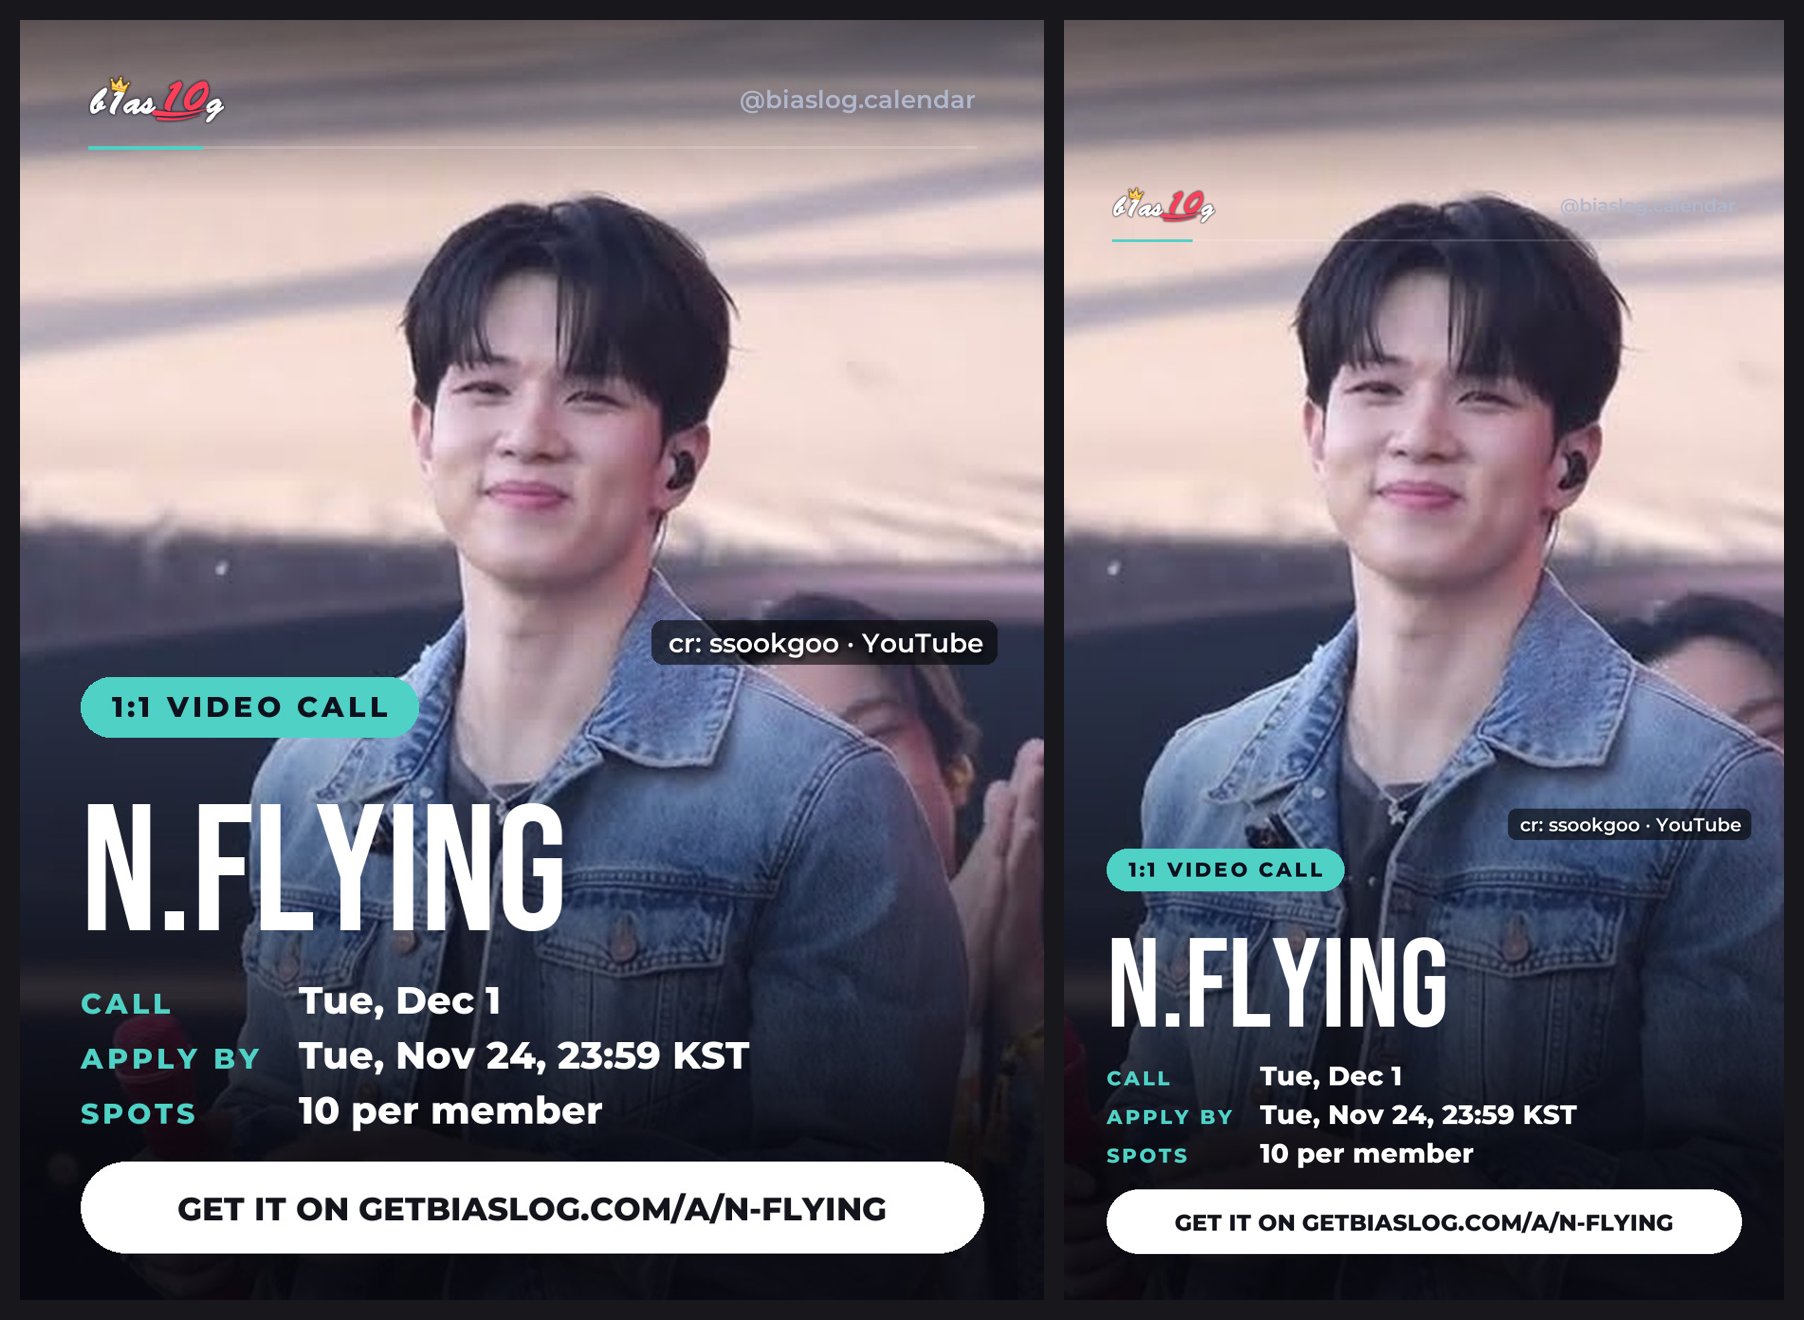 b1as10g
@biaslog.calendar
cr: ssookgoo · YouTube
1:1 VIDEO CALL
N.FLYING
CALL Tue, Dec 1
APPLY BY Tue, Nov 24, 23:59 KST
SPOTS 10 per member
GET IT ON GETBIASLOG.COM/A/N-FLYING
b1as10g
@biaslog.calendar
cr: ssookgoo · YouTube
1:1 VIDEO CALL
N.FLYING
CALL Tue, Dec 1
APPLY BY Tue, Nov 24, 23:59 KST
SPOTS 10 per member
GET IT ON GETBIASLOG.COM/A/N-FLYING